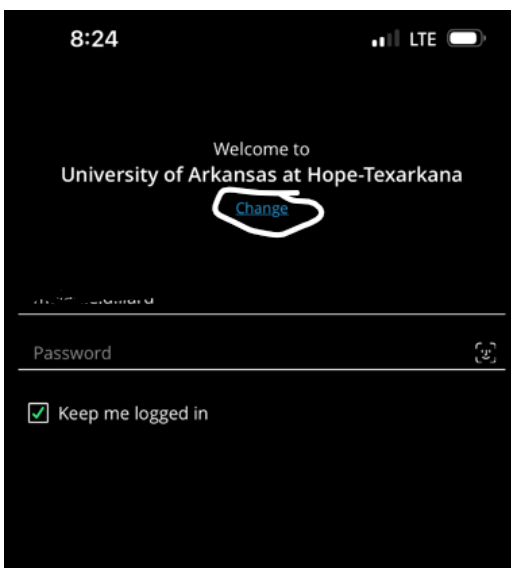 8:24 LTE
Welcome to
University of Arkansas at Hope-Texarkana
Change
Password
Keep me logged in